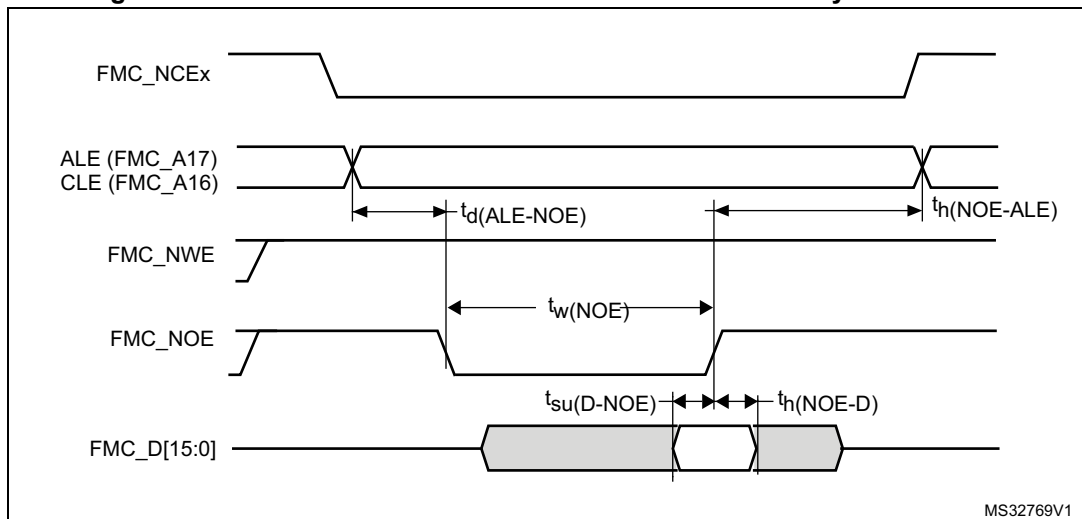 FMC_NCEx
ALE (FMC_A17)
CLE (FMC_A16)
td(ALE-NOE)
th(NOE-ALE)
FMC_NWE
tw(NOE)
FMC_NOE
tsu(D-NOE)
th(NOE-D)
FMC_D[15:0]
MS32769V1